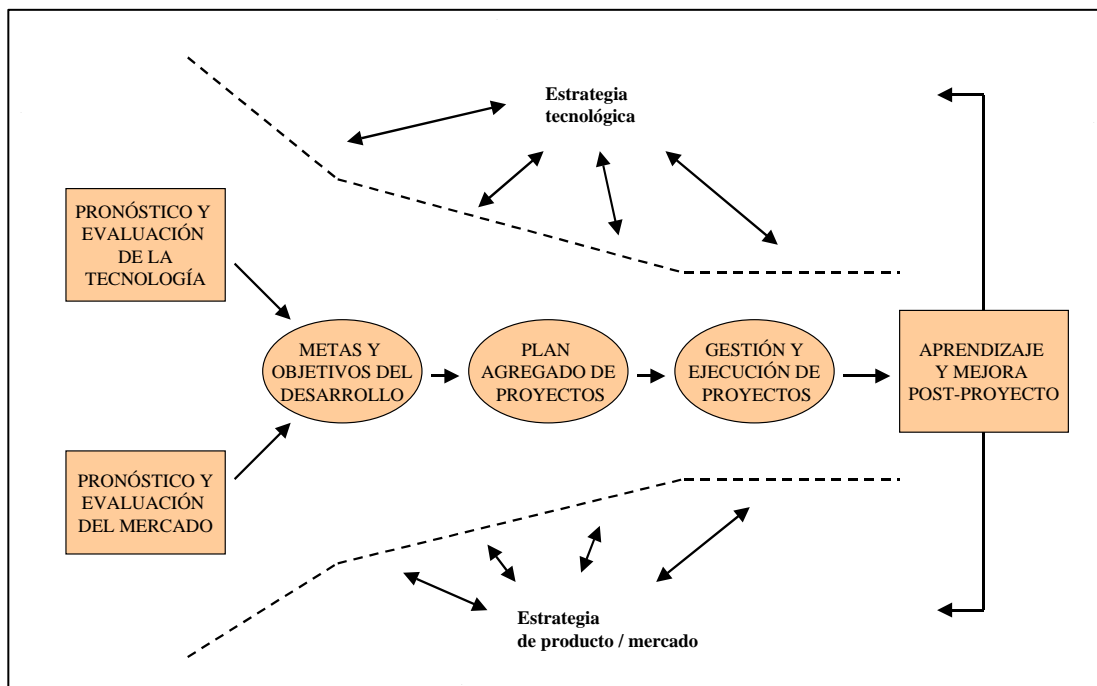 Estrategia
tecnológica
PRONÓSTICO Y
EVALUACIÓN
DE LA
TECNOLOGÍA
METAS Y
OBJETIVOS DEL
DESARROLLO
PLAN
AGREGADO DE
PROYECTOS
GESTIÓN Y
EJECUCIÓN DE
PROYECTOS
APRENDIZAJE
Y MEJORA
POST-PROYECTO
PRONÓSTICO Y
EVALUACIÓN
DEL MERCADO
Estrategia
de producto / mercado